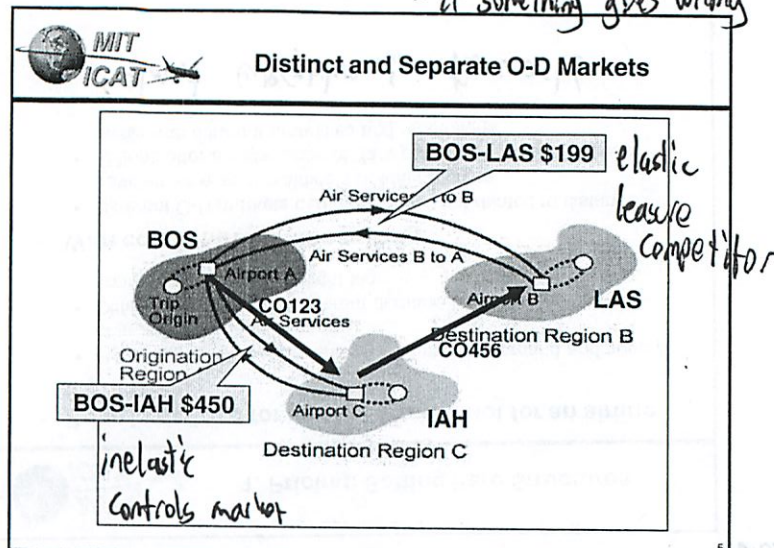 if something goes wrong
MIT
ICAT
Distinct and Separate O-D Markets
BOS-LAS $199
elastic
leasure
competitor
Air Services A to B
BOS
Air Services B to A
Airport A
Airport B
LAS
Trip
Origin
CO123
Air Services
Destination Region B
CO456
Origination
Region
BOS-IAH $450
Airport C
IAH
Destination Region C
inelastic
controls market
5